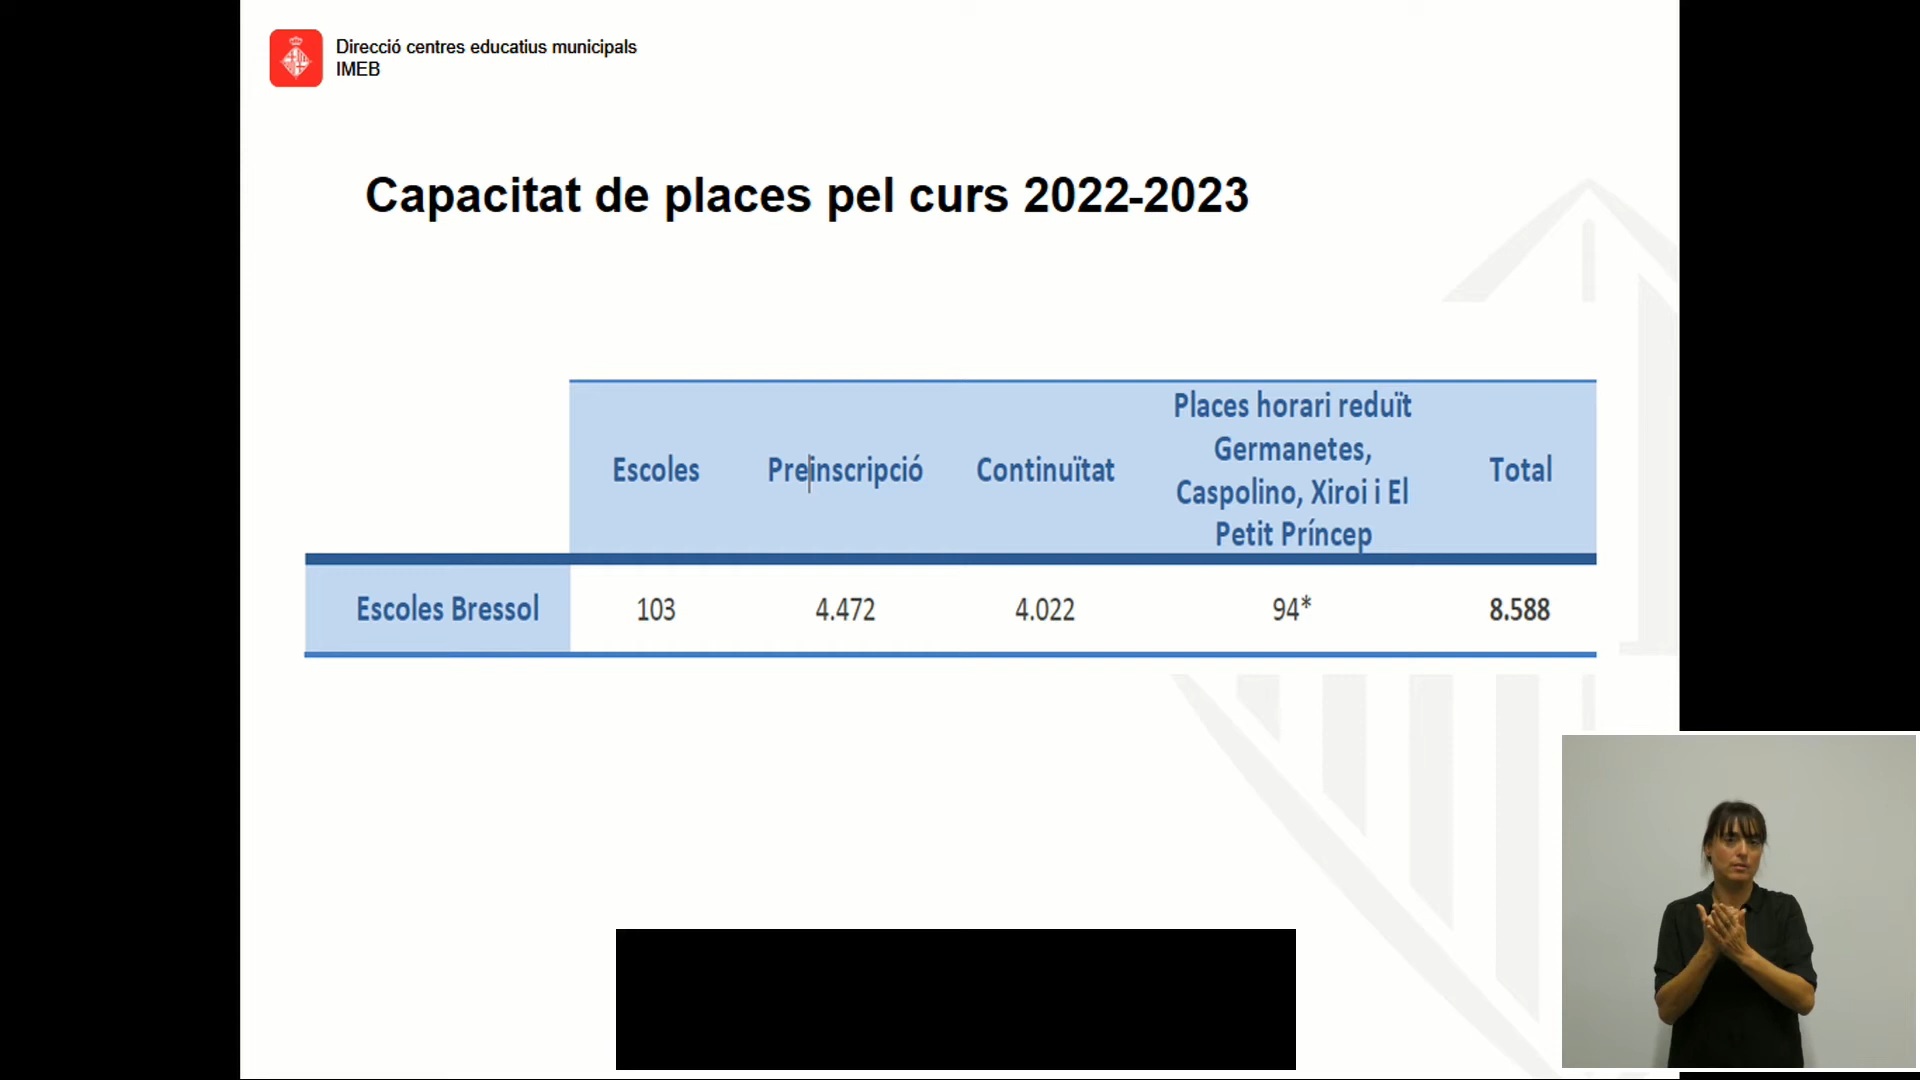 Direcció centres educatius municipals
IMEB
Capacitat de places pel curs 2022-2023
Escoles
Preinscripció
Continuïtat
Places horari reduït
Germanetes,
Caspolino, Xiroi i El
Petit Príncep
Total
Escoles Bressol
103
4.472
4.022
94*
8.588